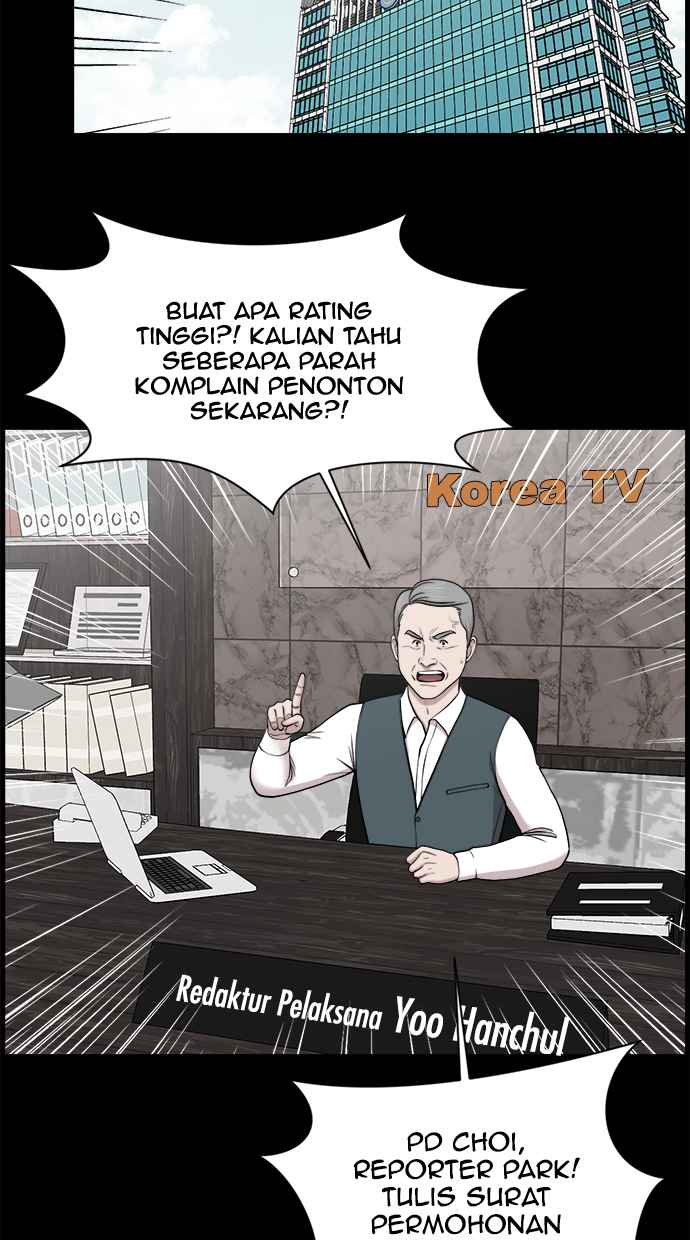 BUAT APA RATING
TINGGI?! KALIAN TAHU
SEBERAPA PARAH
KOMPLAIN PENONTON
SEKARANG?!
Korea TV
Redaktur Pelaksana Yoo Hanchul
PD CHOI,
REPORTER PARK!
TULIS SURAT
PERMOHONAN